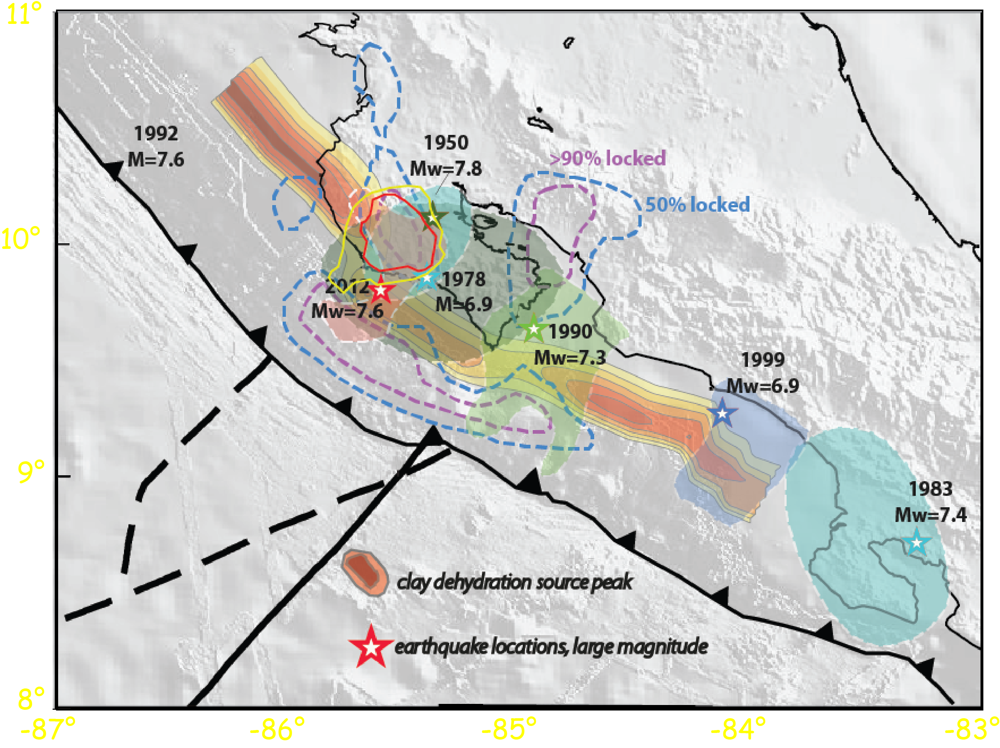 11°
1992
M=7.6
1950
Mw=7.8
>90% locked
50% locked
10°
2012
Mw=7.6
1978
M=6.9
1990
Mw=7.3
1999
Mw=6.9
9°
1983
Mw=7.4
clay dehydration source peak
earthquake locations, large magnitude
8°
-87°
-86°
-85°
-84°
-83°